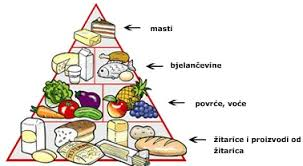 masti
bjelančevine
povrće, voće
žitarice i proizvodi od
žitarica